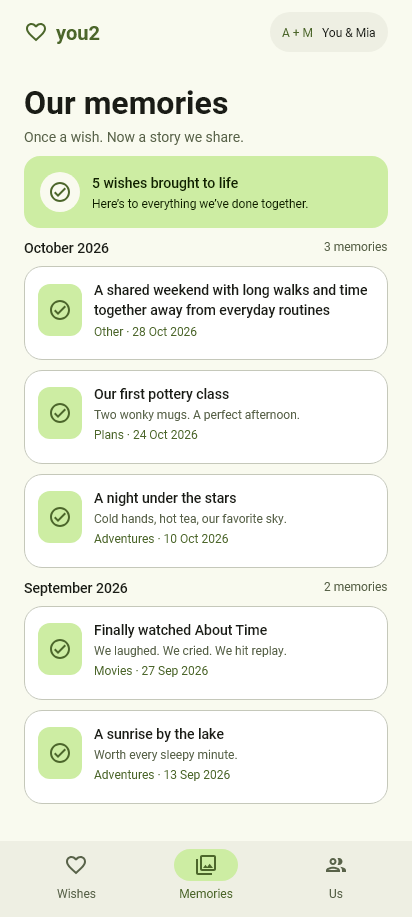 you2
A + M You & Mia
Our memories
Once a wish. Now a story we share.
5 wishes brought to life
Here's to everything we've done together.
October 2026
3 memories
A shared weekend with long walks and time
together away from everyday routines
Other · 28 Oct 2026
Our first pottery class
Two wonky mugs. A perfect afternoon.
Plans · 24 Oct 2026
A night under the stars
Cold hands, hot tea, our favorite sky.
Adventures · 10 Oct 2026
September 2026
2 memories
Finally watched About Time
We laughed. We cried. We hit replay.
Movies · 27 Sep 2026
A sunrise by the lake
Worth every sleepy minute.
Adventures · 13 Sep 2026
Wishes
Memories
Us